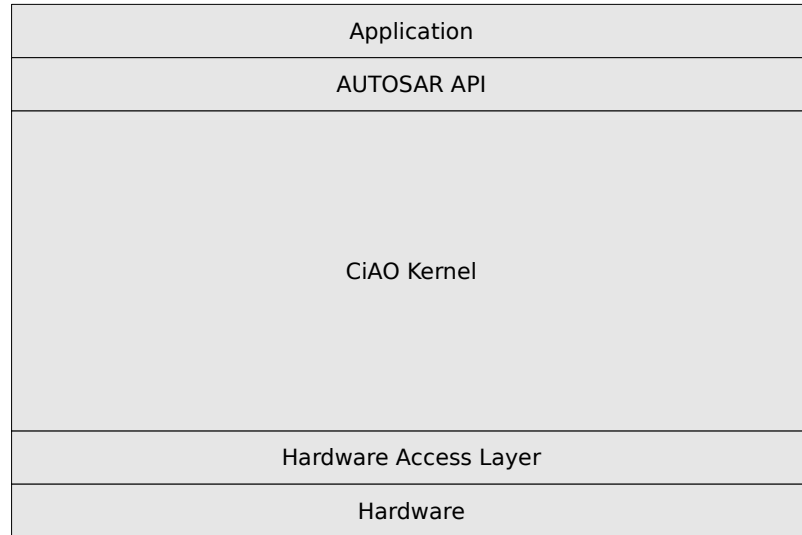 Application
AUTOSAR API
CiAO Kernel
Hardware Access Layer
Hardware